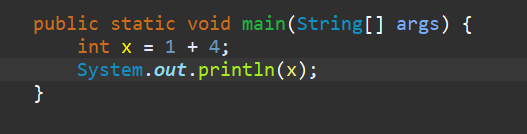 public static void main(String[] args) {
    int x = 1 + 4;
    System.out.println(x);
}